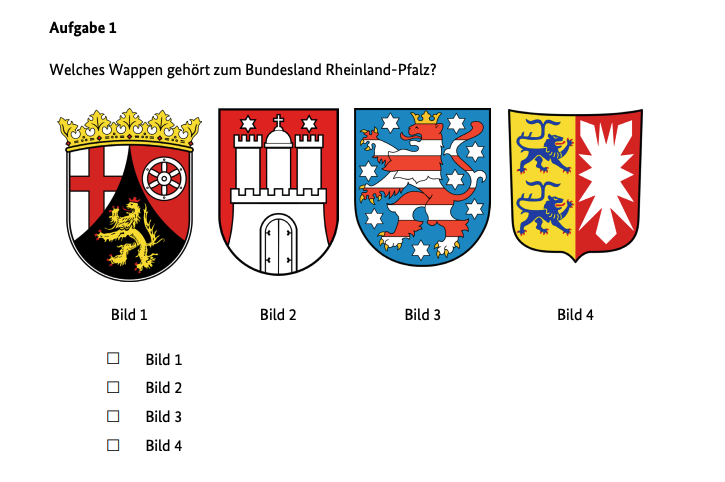 Aufgabe 1
Welches Wappen gehört zum Bundesland Rheinland-Pfalz?
Bild 1 Bild 2 Bild 3 Bild 4
Bild 1
Bild 2
Bild 3
Bild 4